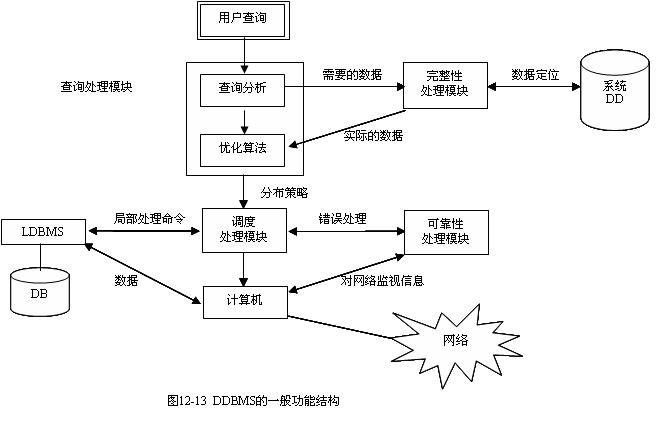 用户查询
查询处理模块
查询分析
需要的数据
完整性
处理模块
数据定位
系统
DD
优化算法
实际的数据
分布策略
LDBMS
局部处理命令
调度
处理模块
错误处理
可靠性
处理模块
DB
数据
计算机
对网络监视信息
网络
图12-13 DDBMS的一般功能结构